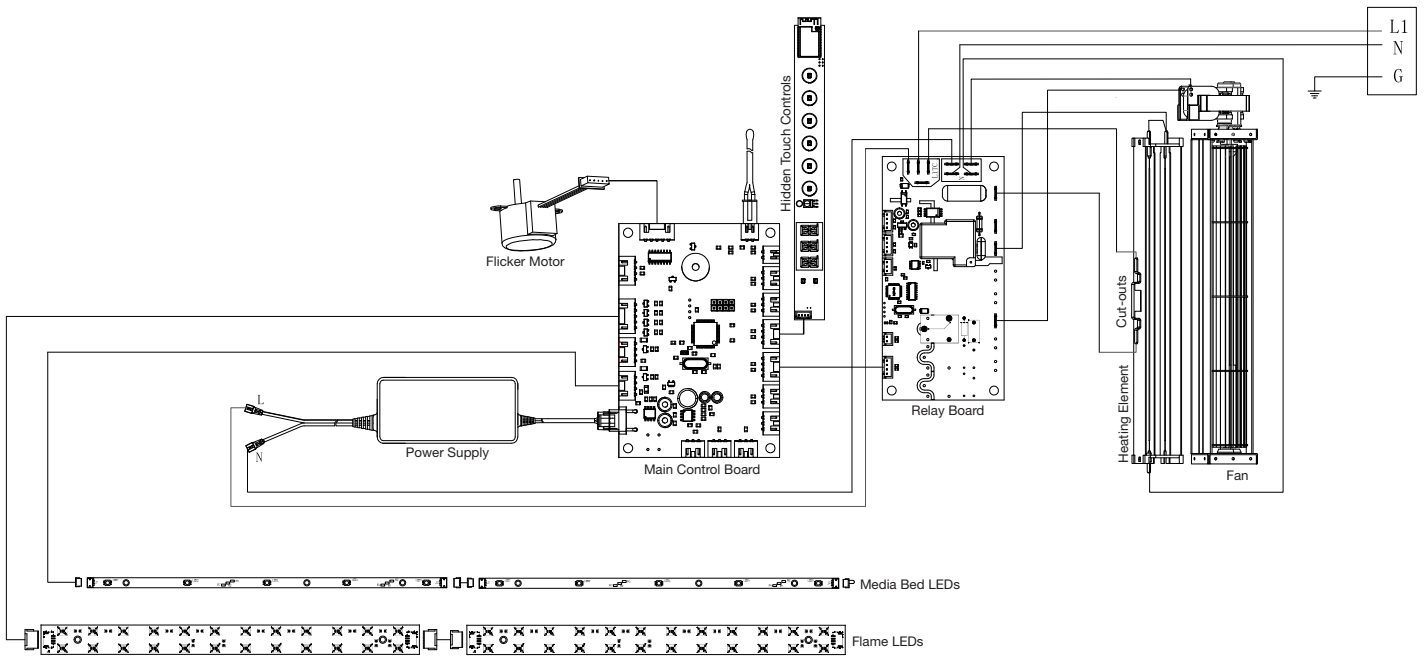 L1
N
G
Hidden Touch Controls
Flicker Motor
Cut-outs
Heating Element
Relay Board
L
N
Power Supply
Main Control Board
Fan
Media Bed LEDs
Flame LEDs